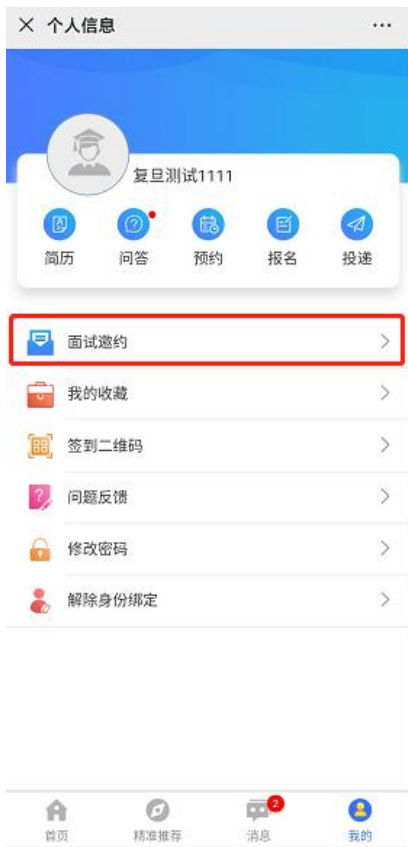 个人信息
复旦测试1111
简历 问答 预约 报名 投递
面试邀约
我的收藏
签到二维码
问题反馈
修改密码
解除身份绑定
2
首页 精准推荐 消息 我的